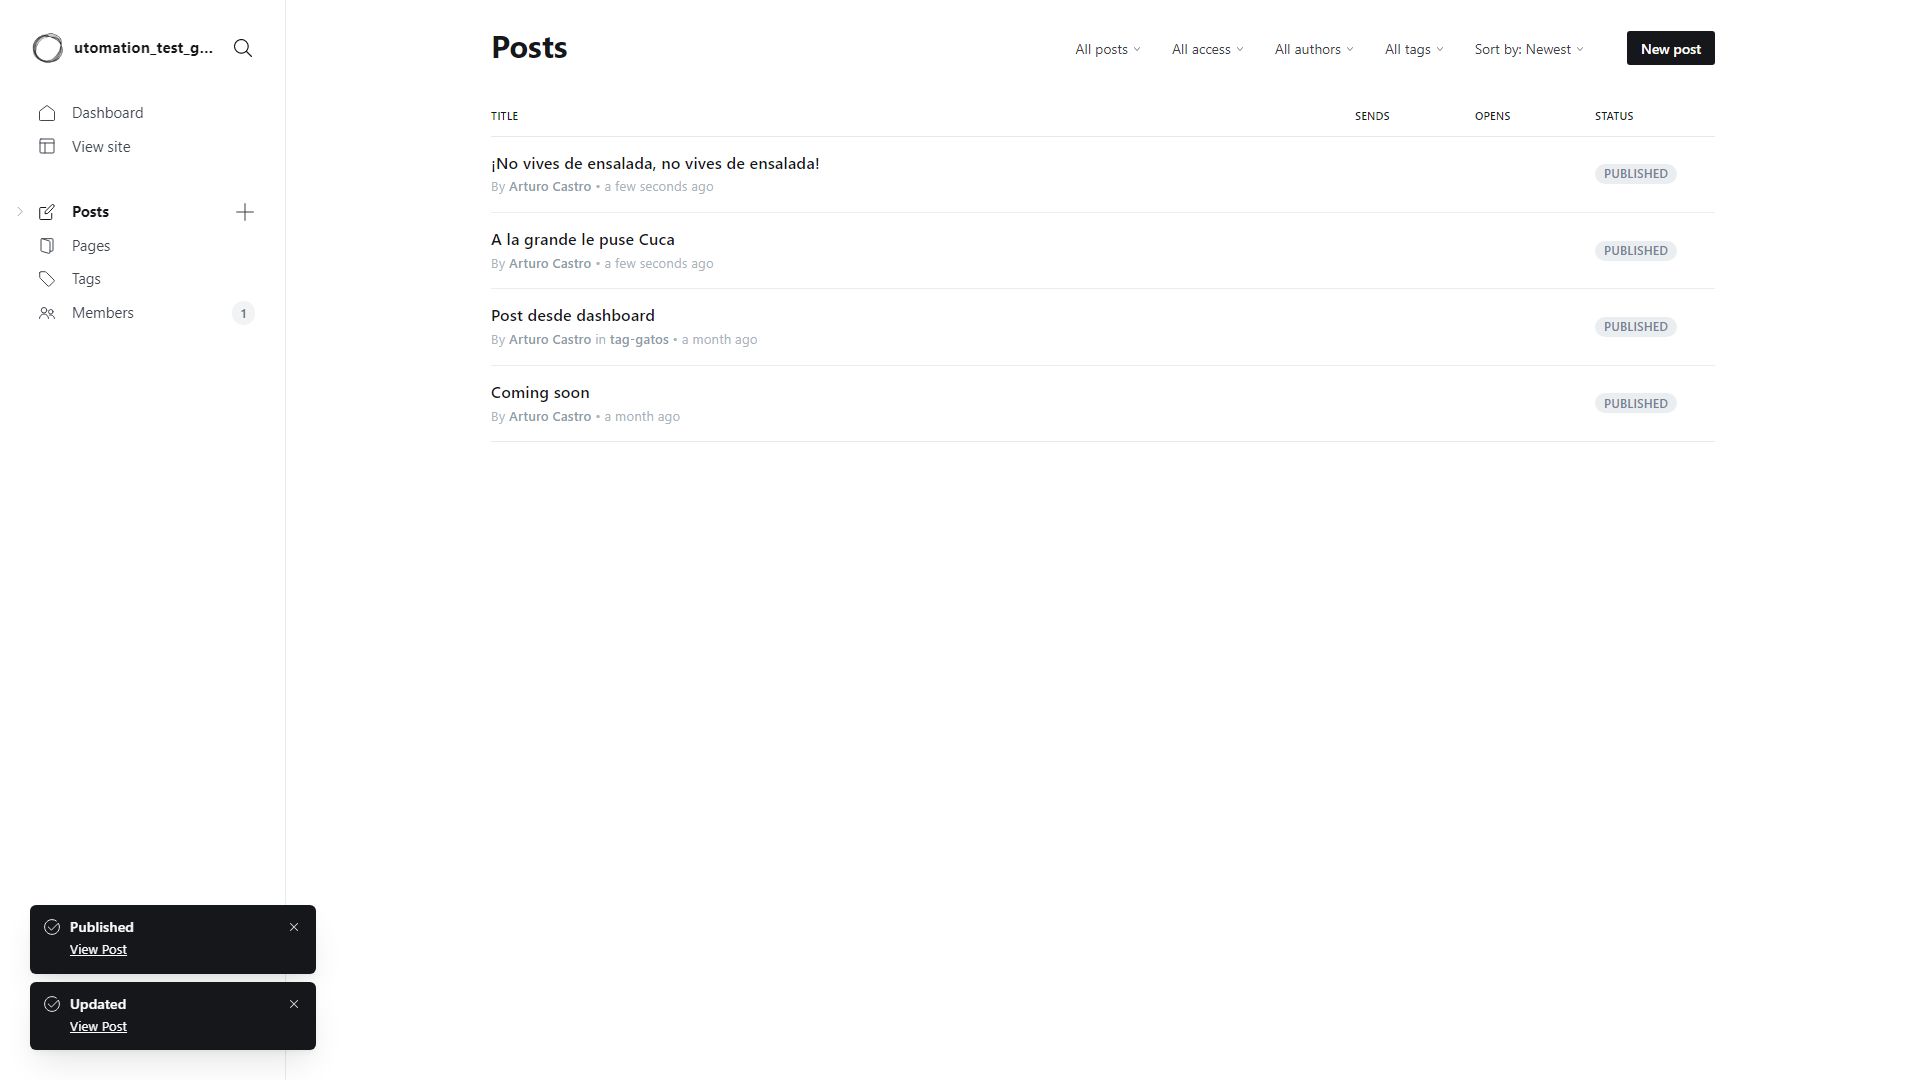 utomation_test_g...
Dashboard
View site
Posts
Pages
Tags
Members 1
Posts
All posts All access All authors All tags Sort by: Newest New post
TITLE SENDS OPENS STATUS
¡No vives de ensalada, no vives de ensalada!
By Arturo Castro • a few seconds ago
PUBLISHED
A la grande le puse Cuca
By Arturo Castro • a few seconds ago
PUBLISHED
Post desde dashboard
By Arturo Castro in tag-gatos • a month ago
PUBLISHED
Coming soon
By Arturo Castro • a month ago
PUBLISHED
Published
View Post
Updated
View Post